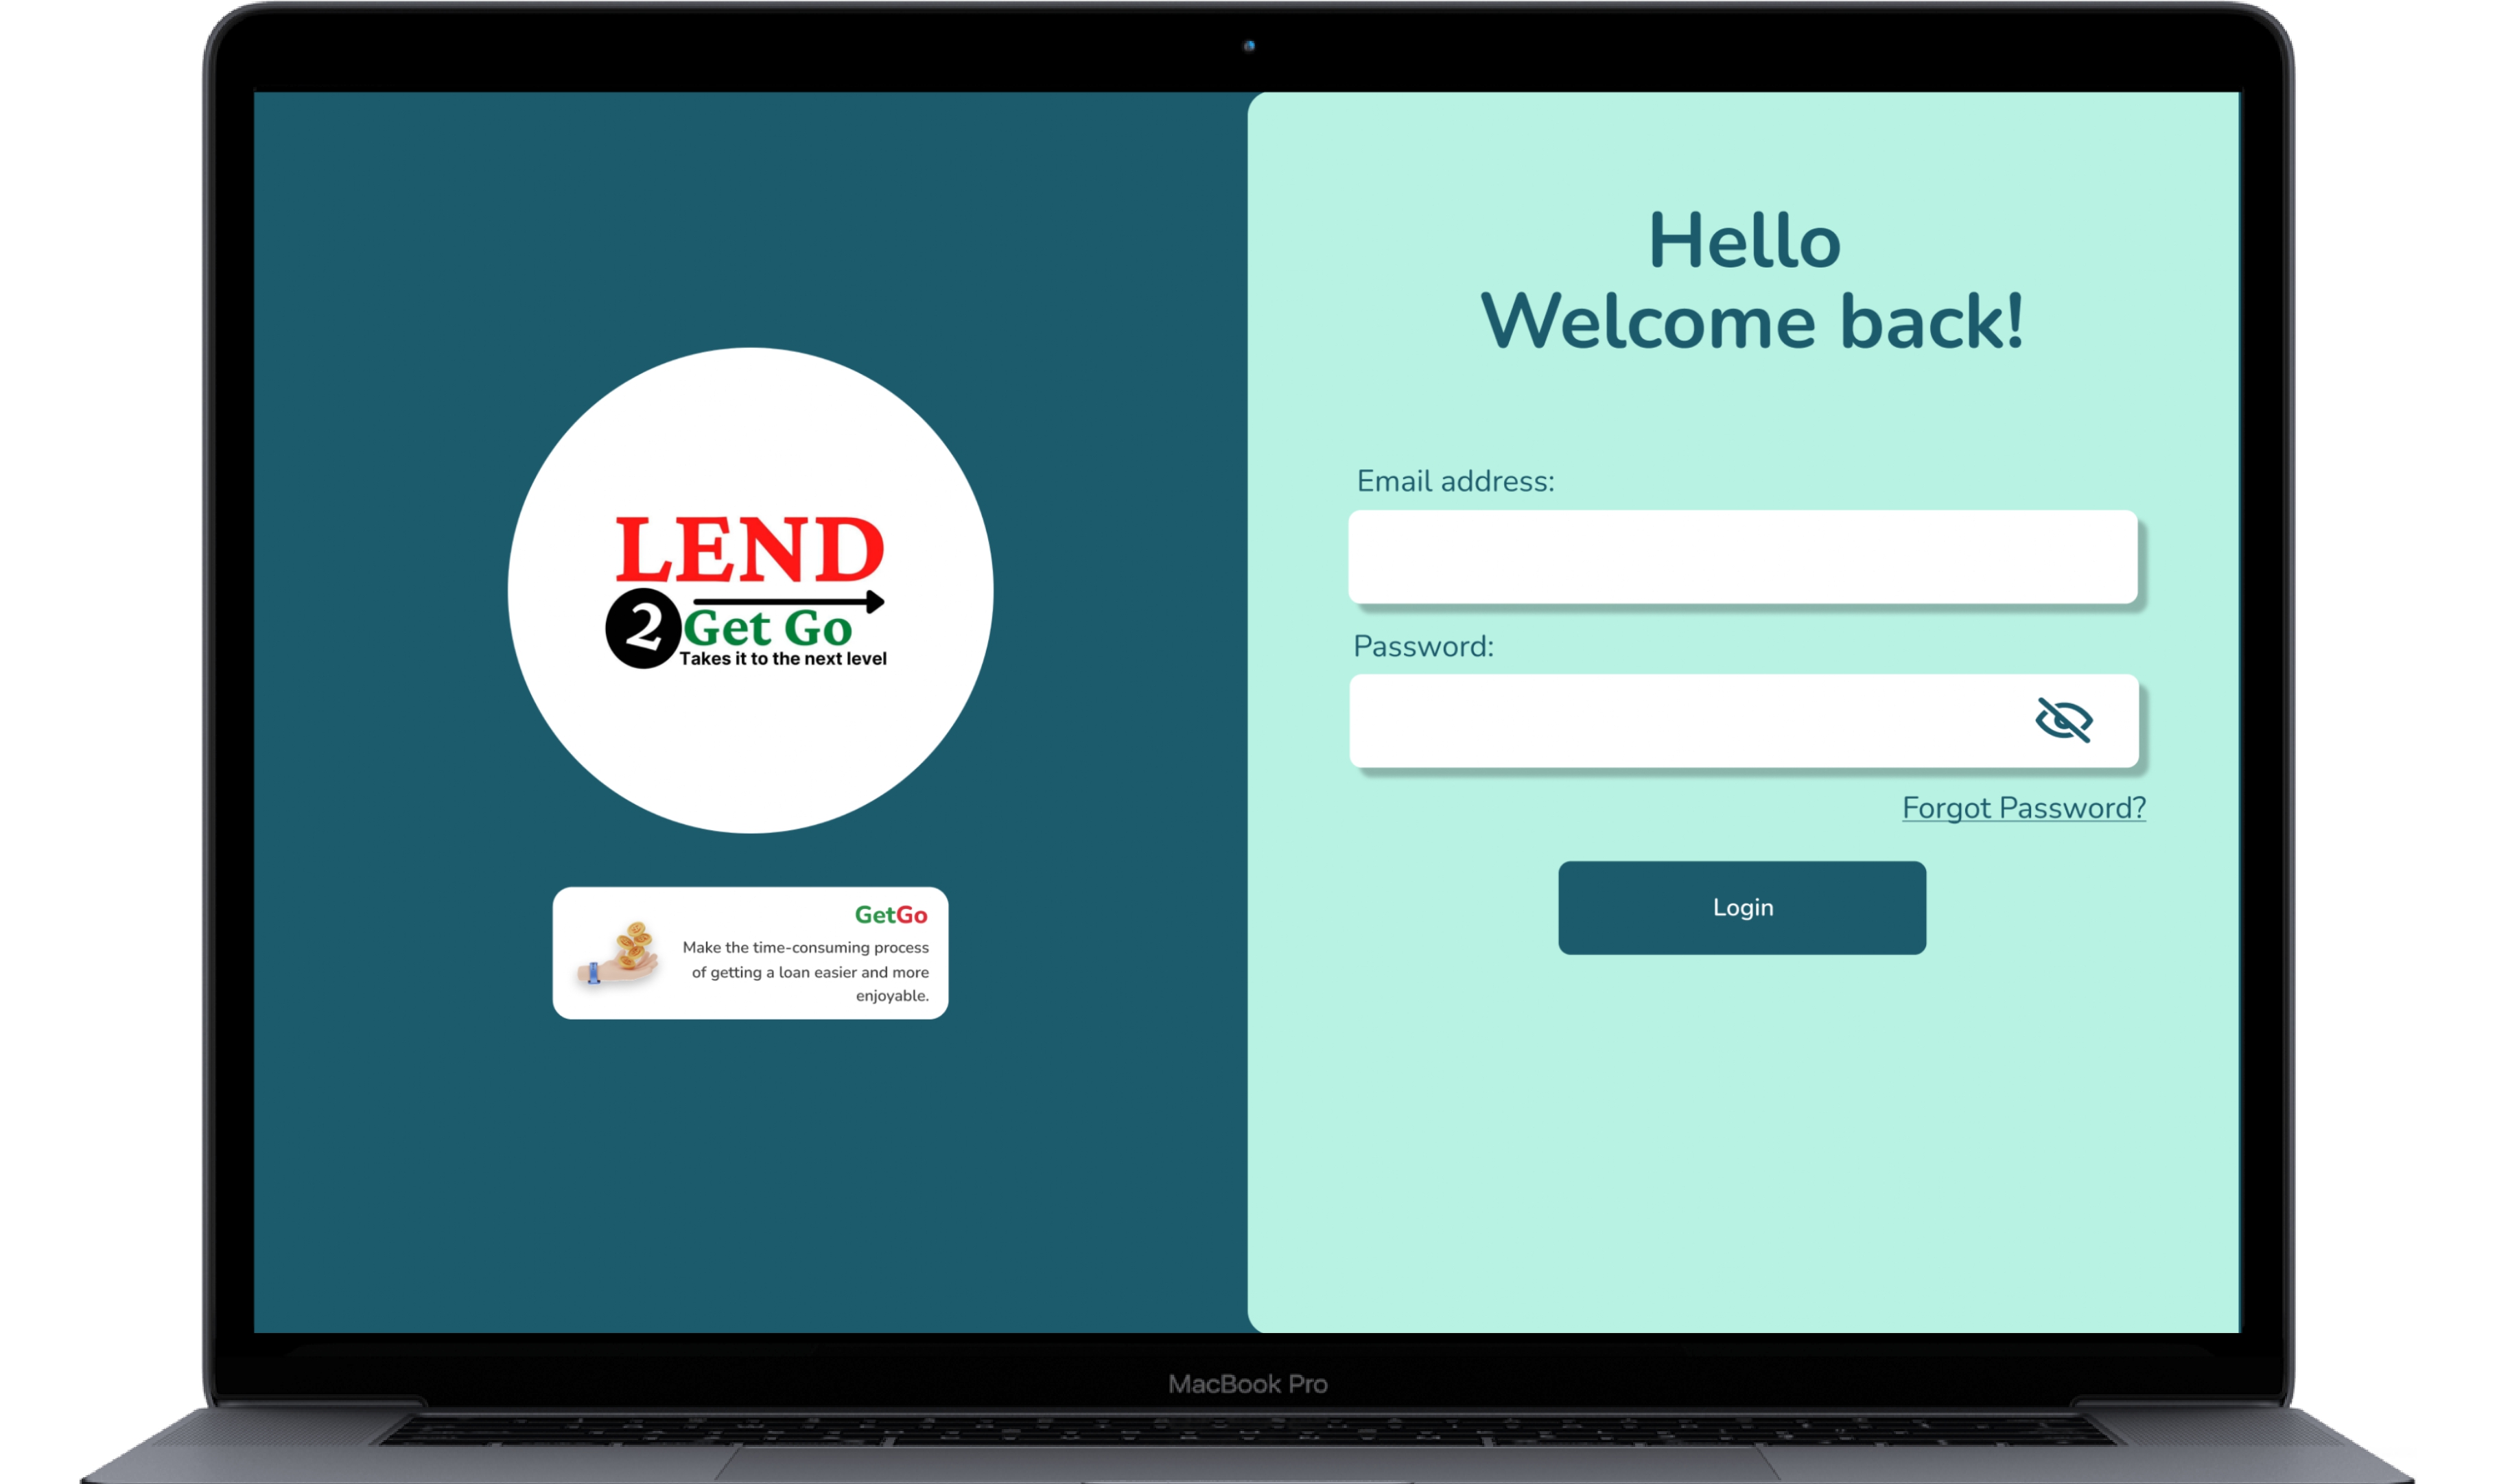 LEND
2 Get Go
Takes it to the next level
GetGo
Make the time-consuming process
of getting a loan easier and more
enjoyable.
Hello
Welcome back!
Email address:
Password:
Forgot Password?
Login
MacBook Pro